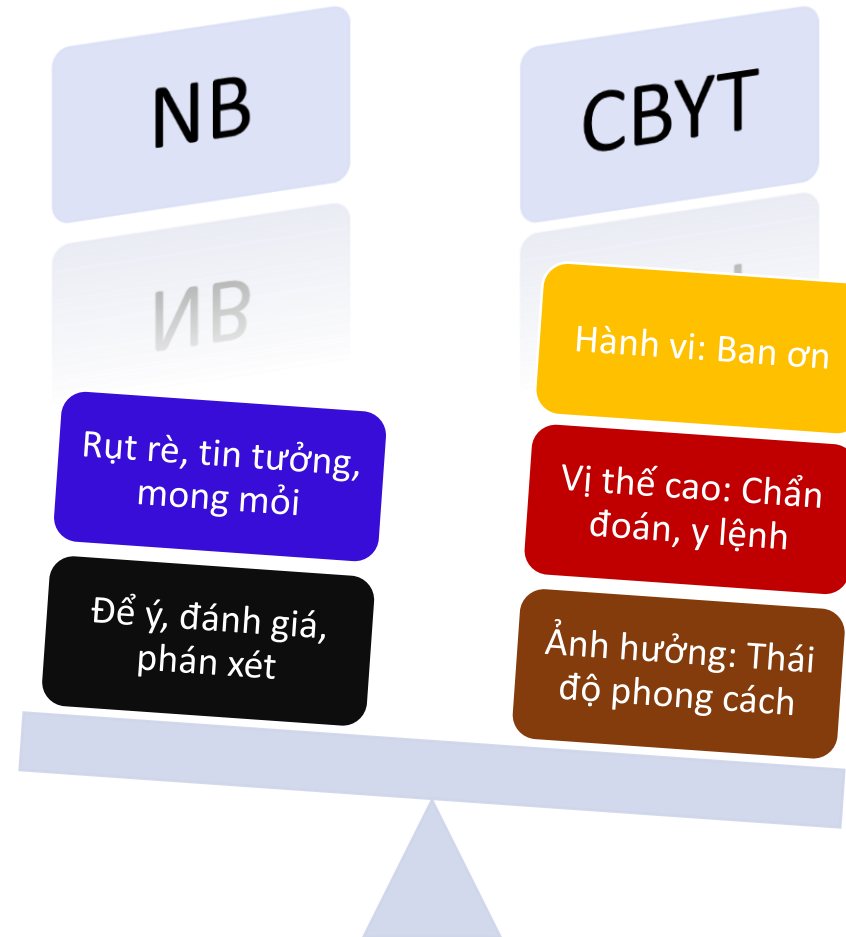 NB
CBYT
Rụt rè, tin tưởng,
mong mỏi
Để ý, đánh giá,
phán xét
Hành vi: Ban ơn
Vị thế cao: Chẩn
đoán, y lệnh
Ảnh hưởng: Thái
độ phong cách